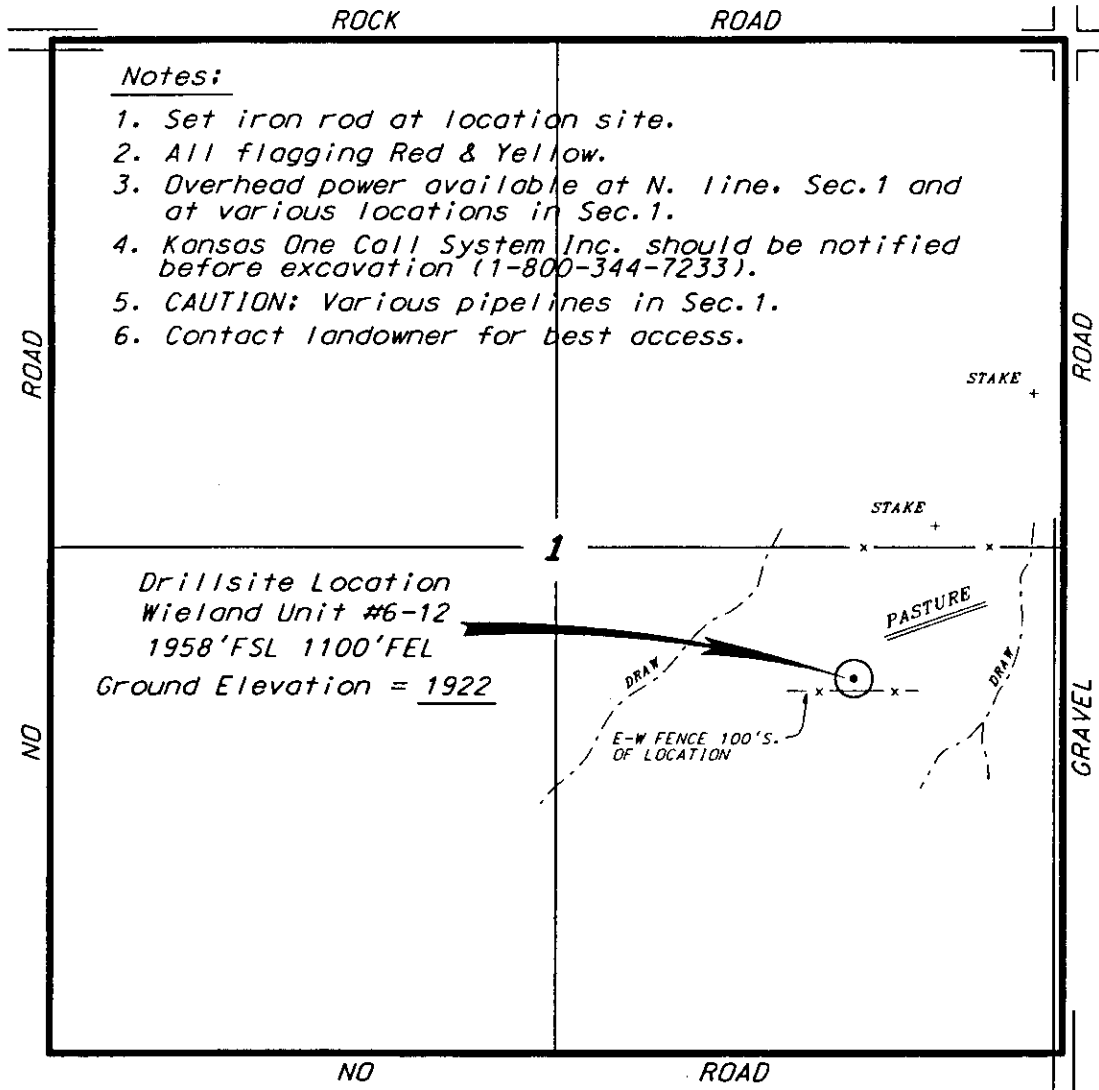 ROCK ROAD
Notes:
1. Set iron rod at location site.
2. All flagging Red & Yellow.
3. Overhead power available at N. line. Sec.1 and
at various locations in Sec.1.
4. Kansas One Call System Inc. should be notified
before excavation (1-800-344-7233).
5. CAUTION: Various pipelines in Sec.1.
6. Contact landowner for best access.
ROAD
ROAD
STAKE
STAKE
1
Drillsite Location
Wieland Unit #6-12
1958'FSL 1100'FEL
Ground Elevation = 1922
PASTURE
DRAW
DRAW
E-W FENCE 100'S.
OF LOCATION
NO
GRAVEL
NO ROAD